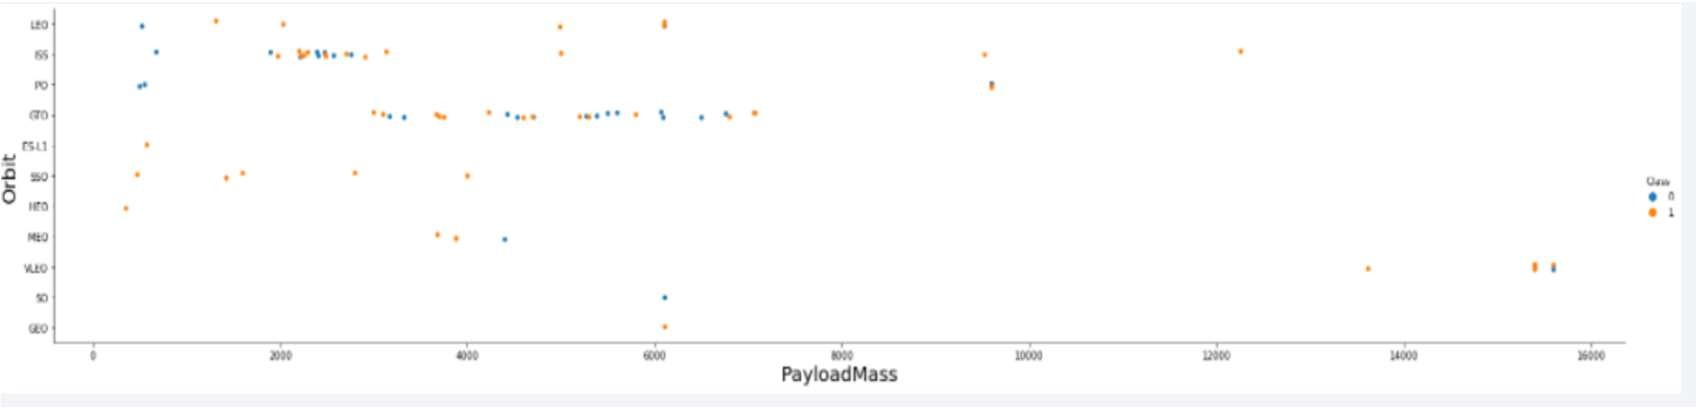 LEO
ISS
PO
GTO
ES-L1
SSO
HEO
MEO
VLEO
SO
GEO
Orbit
0 2000 4000 6000 8000 10000 12000 14000 16000
PayloadMass
Class
0
1